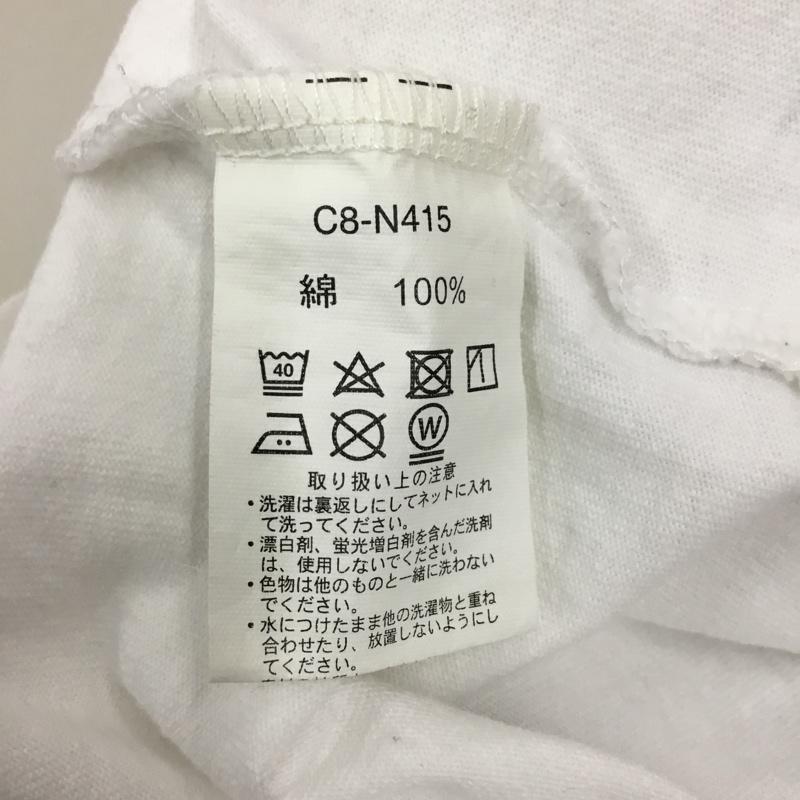 C8-N415
綿 100%
40
W
取り扱い上の注意
・洗濯は裏返しにしてネットに入れ
て洗ってください。
・漂白剤、蛍光増白剤を含んだ洗剤
は、使用しないでください。
・色物は他のものと一緒に洗わない
でください。
・水につけたまま他の洗濯物と重ね
合わせたり、放置しないようにし
てください。